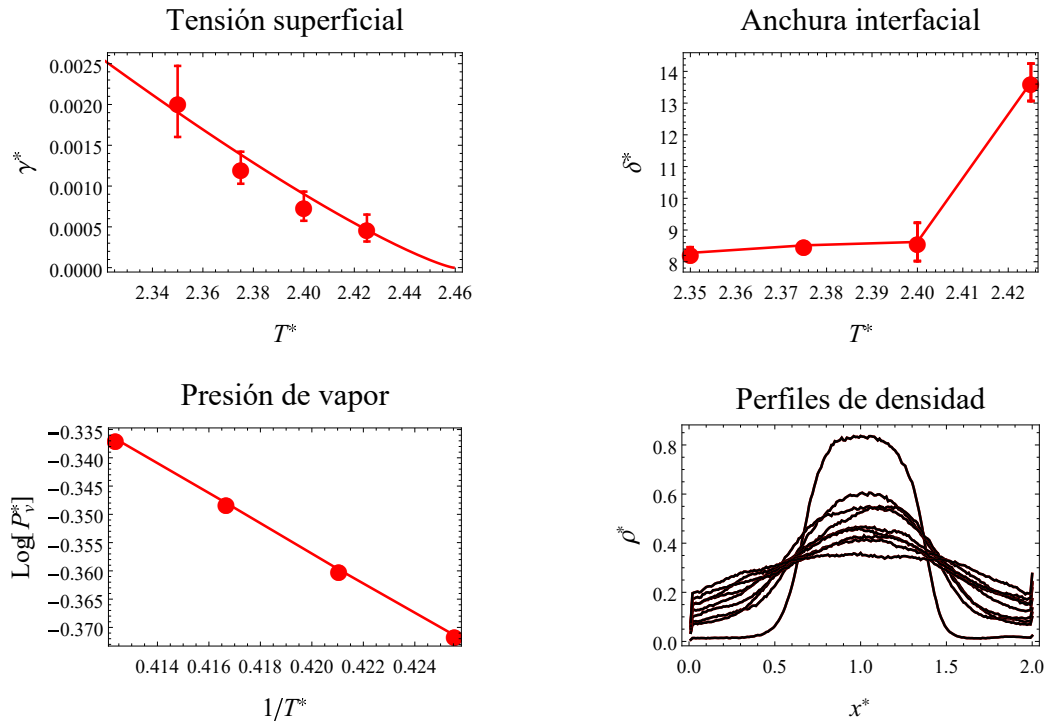 Tensión superficial
γ*
0.0025
0.0020
0.0015
0.0010
0.0005
0.0000
2.34 2.36 2.38 2.40 2.42 2.44 2.46
T*
Anchura interfacial
δ*
14
13
12
11
10
9
8
2.35 2.36 2.37 2.38 2.39 2.40 2.41 2.42
T*
Presión de vapor
Log[P*v]
-0.335
-0.340
-0.345
-0.350
-0.355
-0.360
-0.365
-0.370
0.414 0.416 0.418 0.420 0.422 0.424
1/T*
Perfiles de densidad
ρ*
0.8
0.6
0.4
0.2
0.0
0.0 0.5 1.0 1.5 2.0
x*